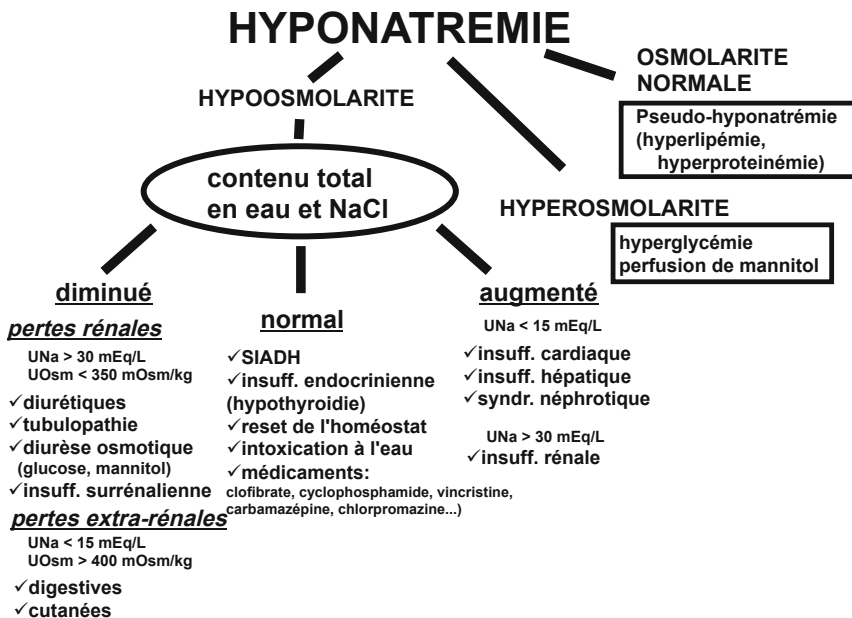 HYPONATREMIE
HYPOOSMOLARITE
OSMOLARITE
NORMALE
Pseudo-hyponatrémie
(hyperlipémie,
hyperproteinémie)
contenu total
en eau et NaCl
HYPEROSMOLARITE
hyperglycémie
perfusion de mannitol
diminué
pertes rénales
UNa > 30 mEq/L
UOsm < 350 mOsm/kg
✓diurétiques
✓tubulopathie
✓diurèse osmotique
(glucose, mannitol)
✓insuff. surrénalienne
pertes extra-rénales
UNa < 15 mEq/L
UOsm > 400 mOsm/kg
✓digestives
✓cutanées
normal
✓SIADH
✓insuff. endocrinienne
(hypothyroidie)
✓reset de l'homéostat
✓intoxication à l'eau
✓médicaments:
clofibrate, cyclophosphamide, vincristine,
carbamazépine, chlorpromazine...)
augmenté
UNa < 15 mEq/L
✓insuff. cardiaque
✓insuff. hépatique
✓syndr. néphrotique
UNa > 30 mEq/L
✓insuff. rénale